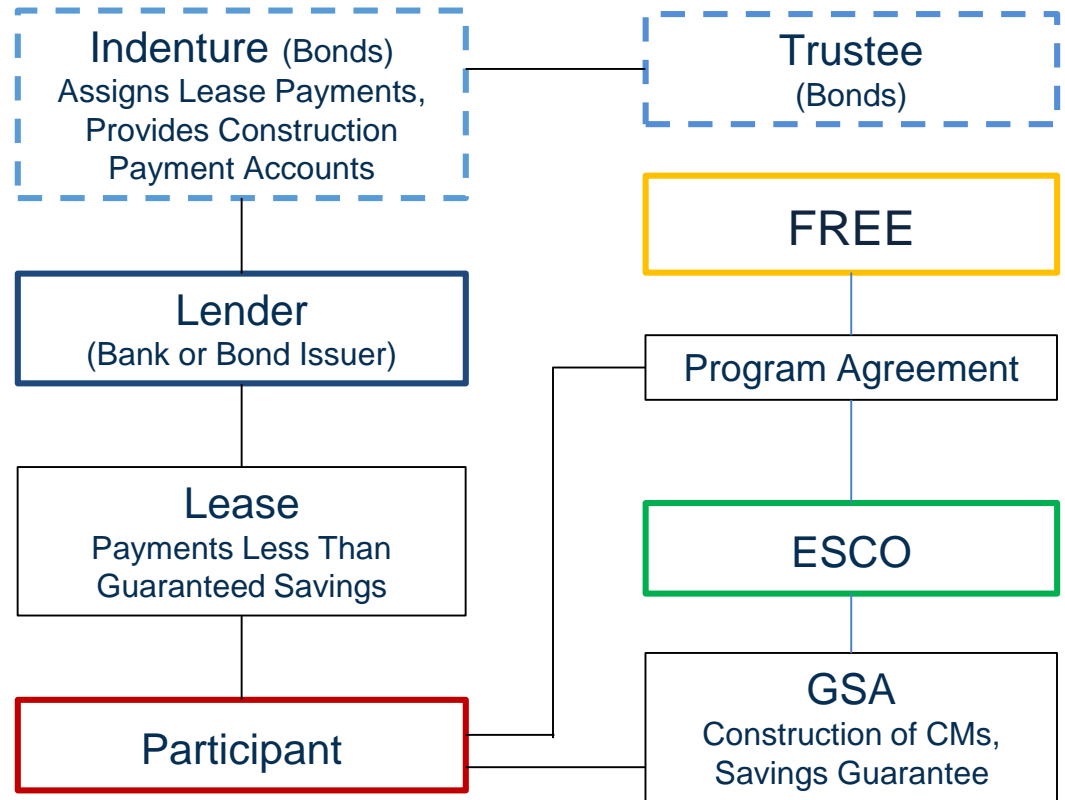 Indenture (Bonds)
Assigns Lease Payments,
Provides Construction
Payment Accounts
Trustee
(Bonds)
FREE
Lender
(Bank or Bond Issuer)
Program Agreement
Lease
Payments Less Than
Guaranteed Savings
ESCO
Participant
GSA
Construction of CMs,
Savings Guarantee